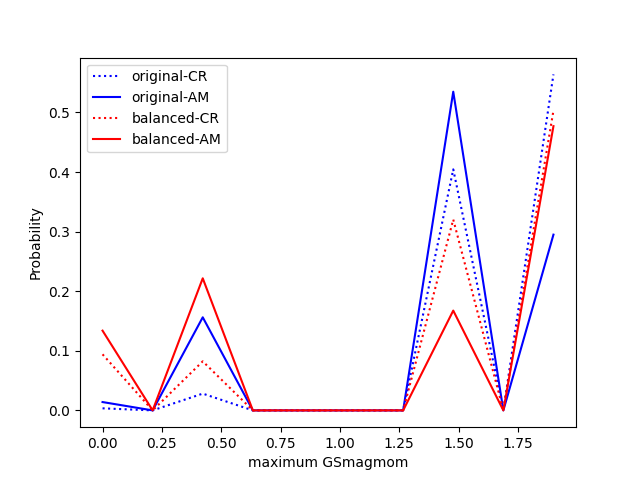 original-CR
original-AM
balanced-CR
balanced-AM
Probability
0.5
0.4
0.3
0.2
0.1
0.0
0.00 0.25 0.50 0.75 1.00 1.25 1.50 1.75
maximum GSmagmom